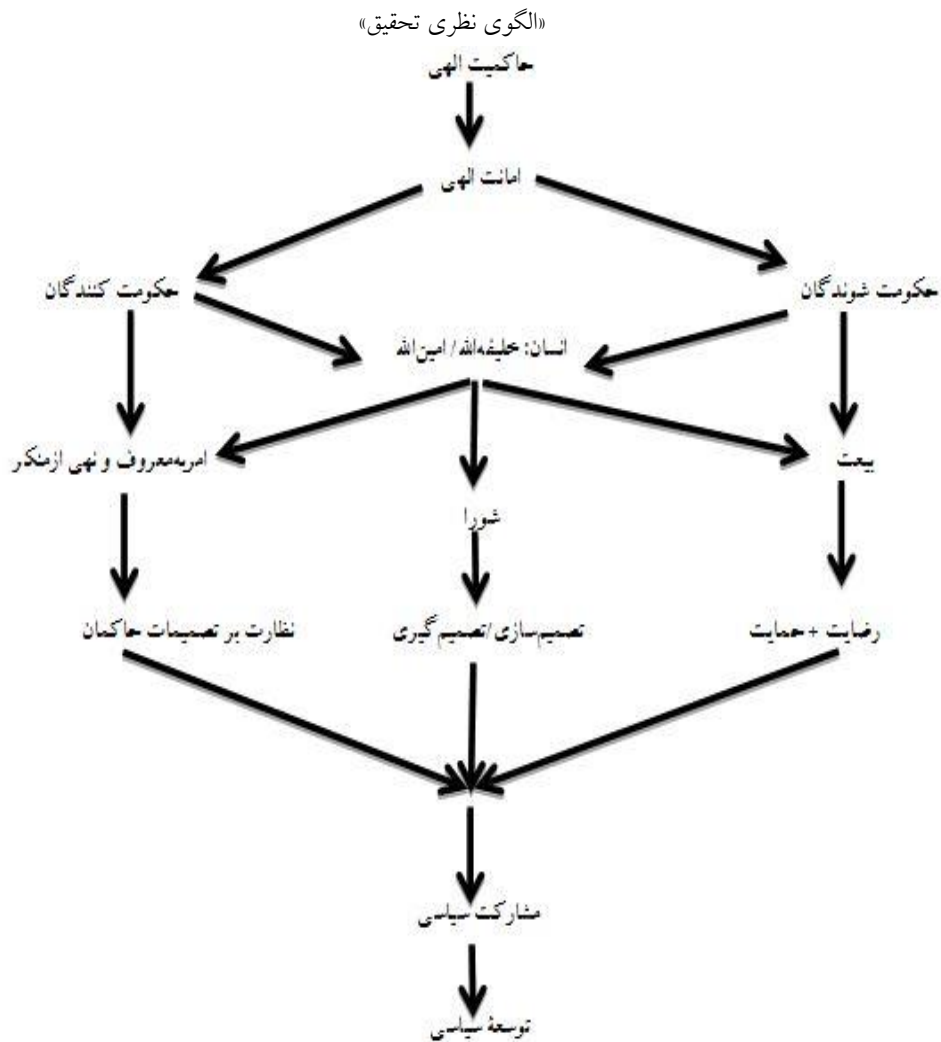 «الگوی نظری تحقیق»
حاکمیت الهی
امانت الهی
حکومت شوندگان
حکومت کنندگان
انسان: خلیفه‌الله/ امین‌الله
بیعت
امربه‌معروف و نهی ازمنکر
شورا
رضایت + حمایت
تصمیم‌سازی/تصمیم‌گیری
نظارت بر تصمیمات حاکمان
مشارکت سیاسی
توسعهٔ سیاسی